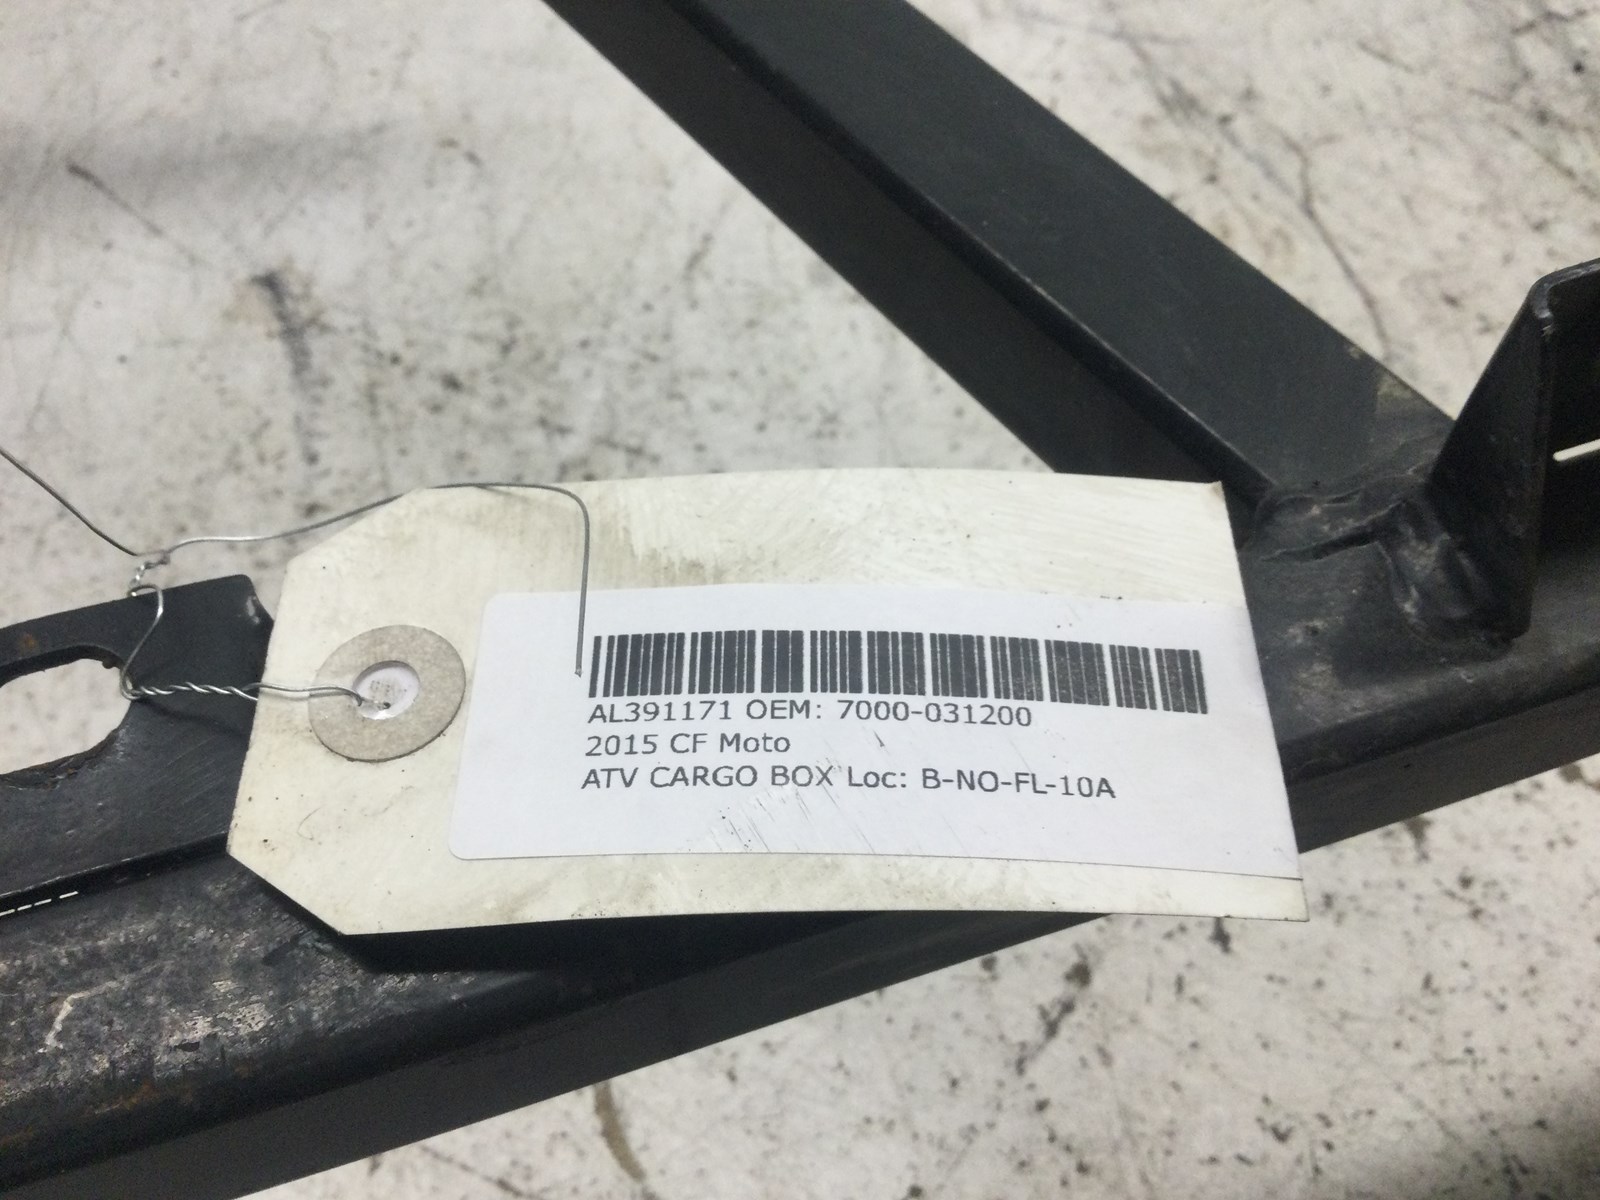 AL391171 OEM: 7000-031200
2015 CF Moto
ATV CARGO BOX Loc: B-NO-FL-10A